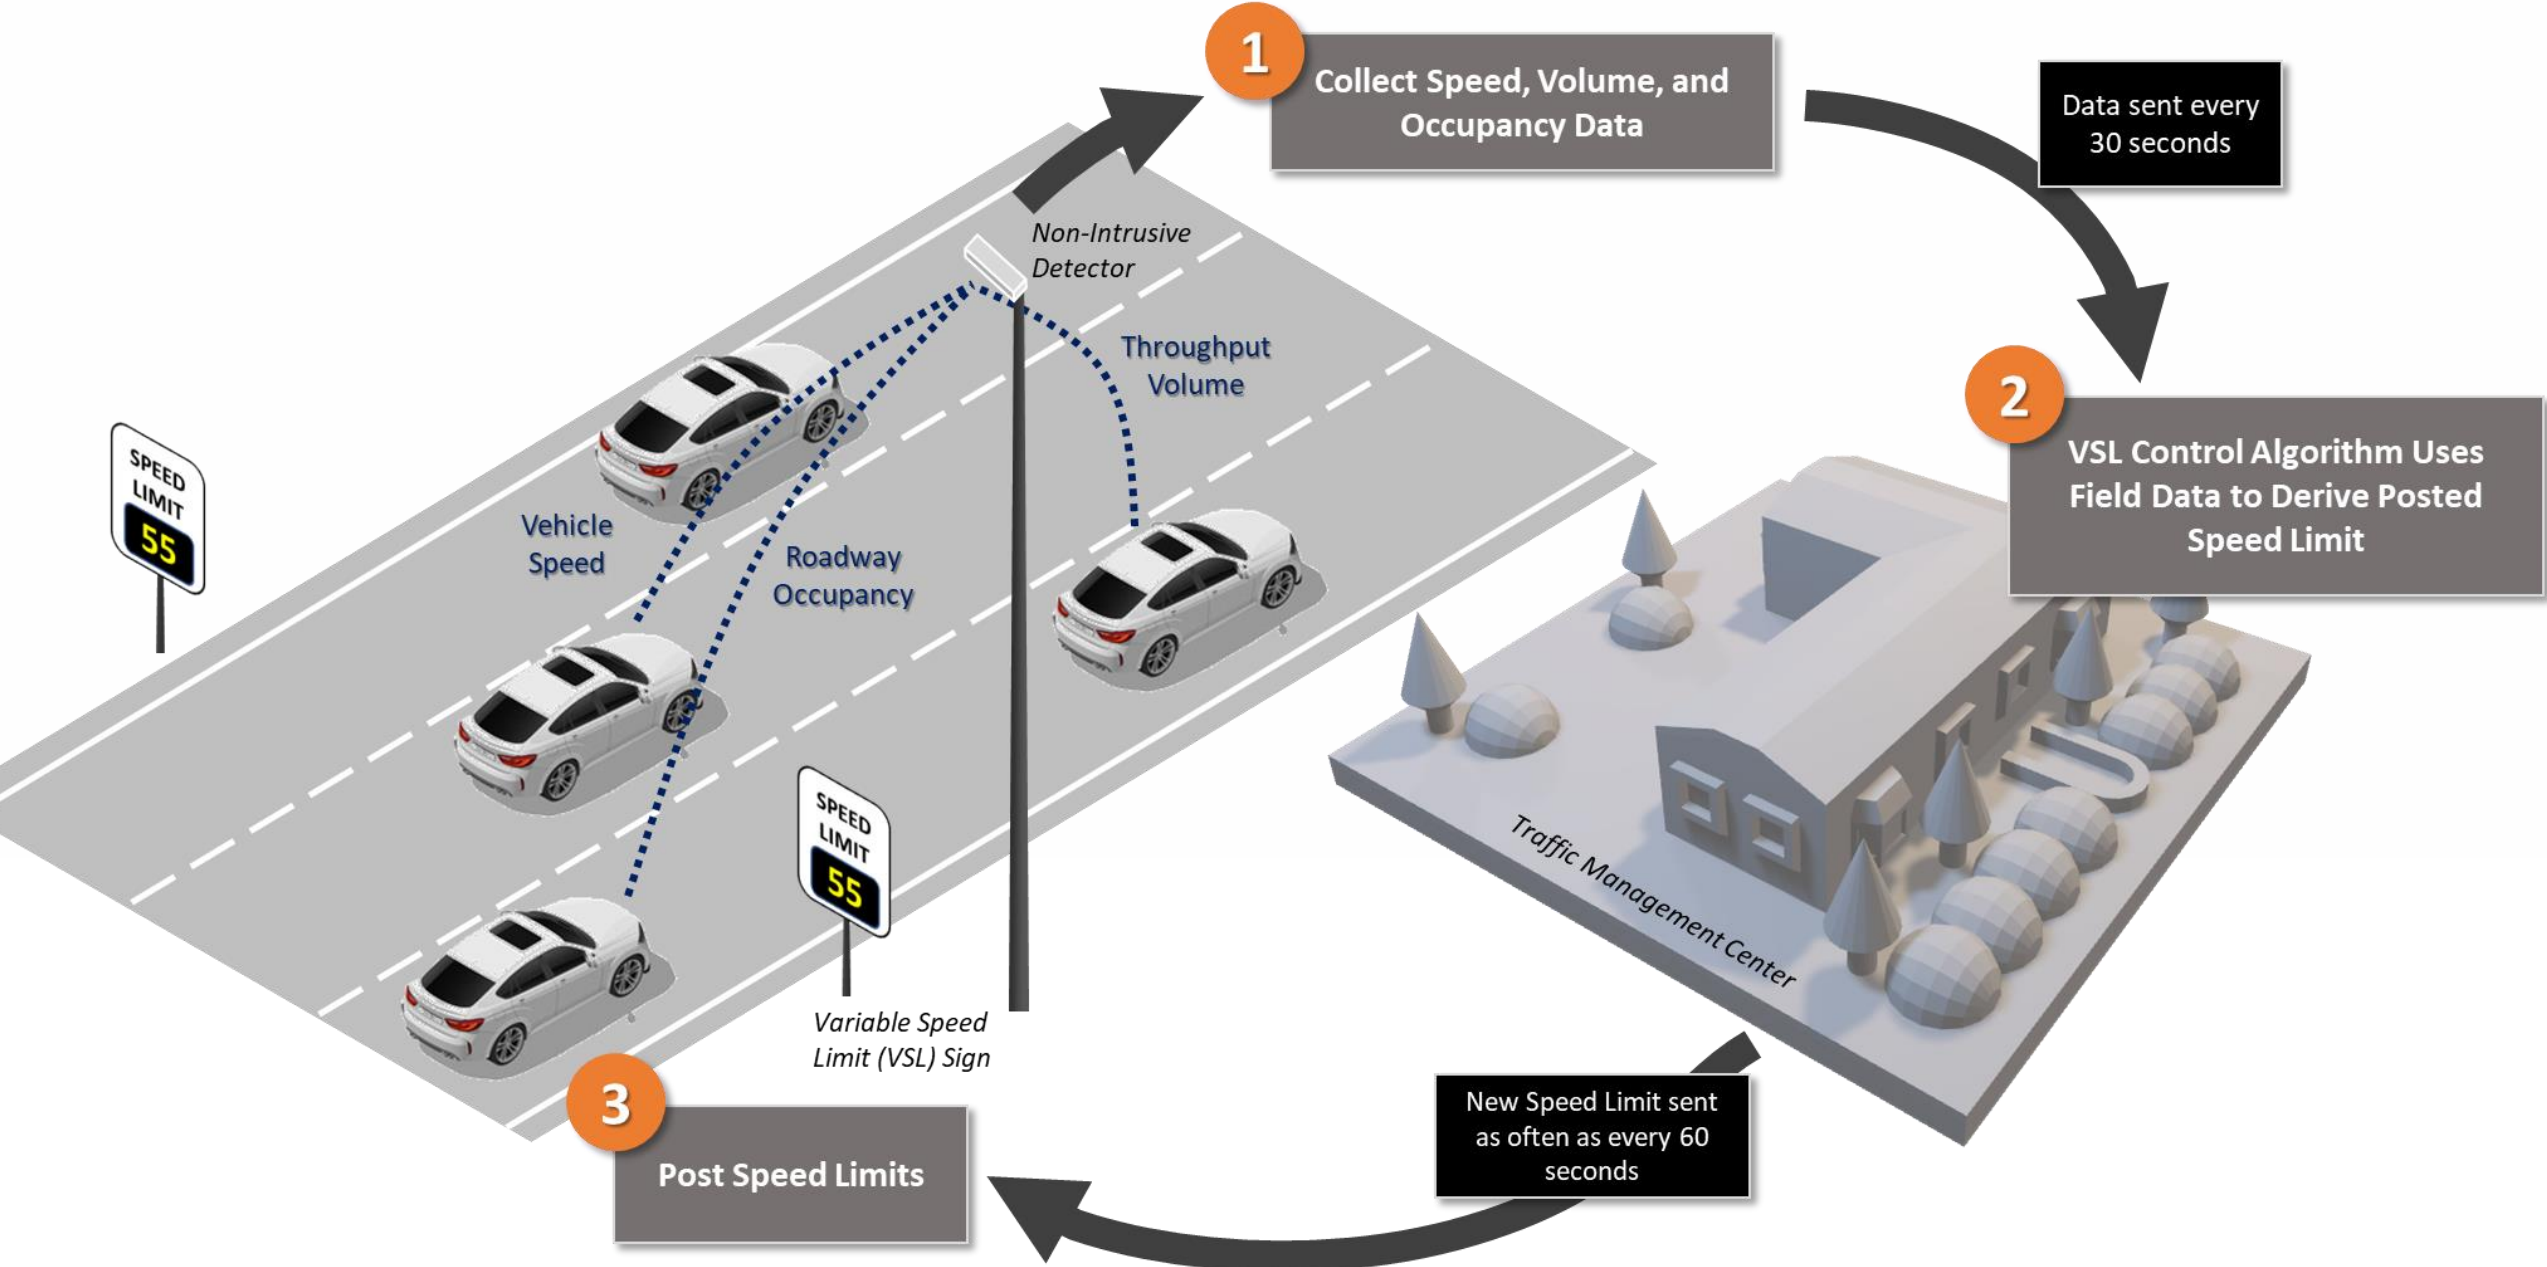 1
Collect Speed, Volume, and
Occupancy Data
Data sent every
30 seconds
Non-Intrusive
Detector
Throughput
Volume
2
VSL Control Algorithm Uses
Field Data to Derive Posted
Speed Limit
SPEED
LIMIT
55
Vehicle
Speed
Roadway
Occupancy
SPEED
LIMIT
55
Traffic Management Center
Variable Speed
Limit (VSL) Sign
3
Post Speed Limits
New Speed Limit sent
as often as every 60
seconds